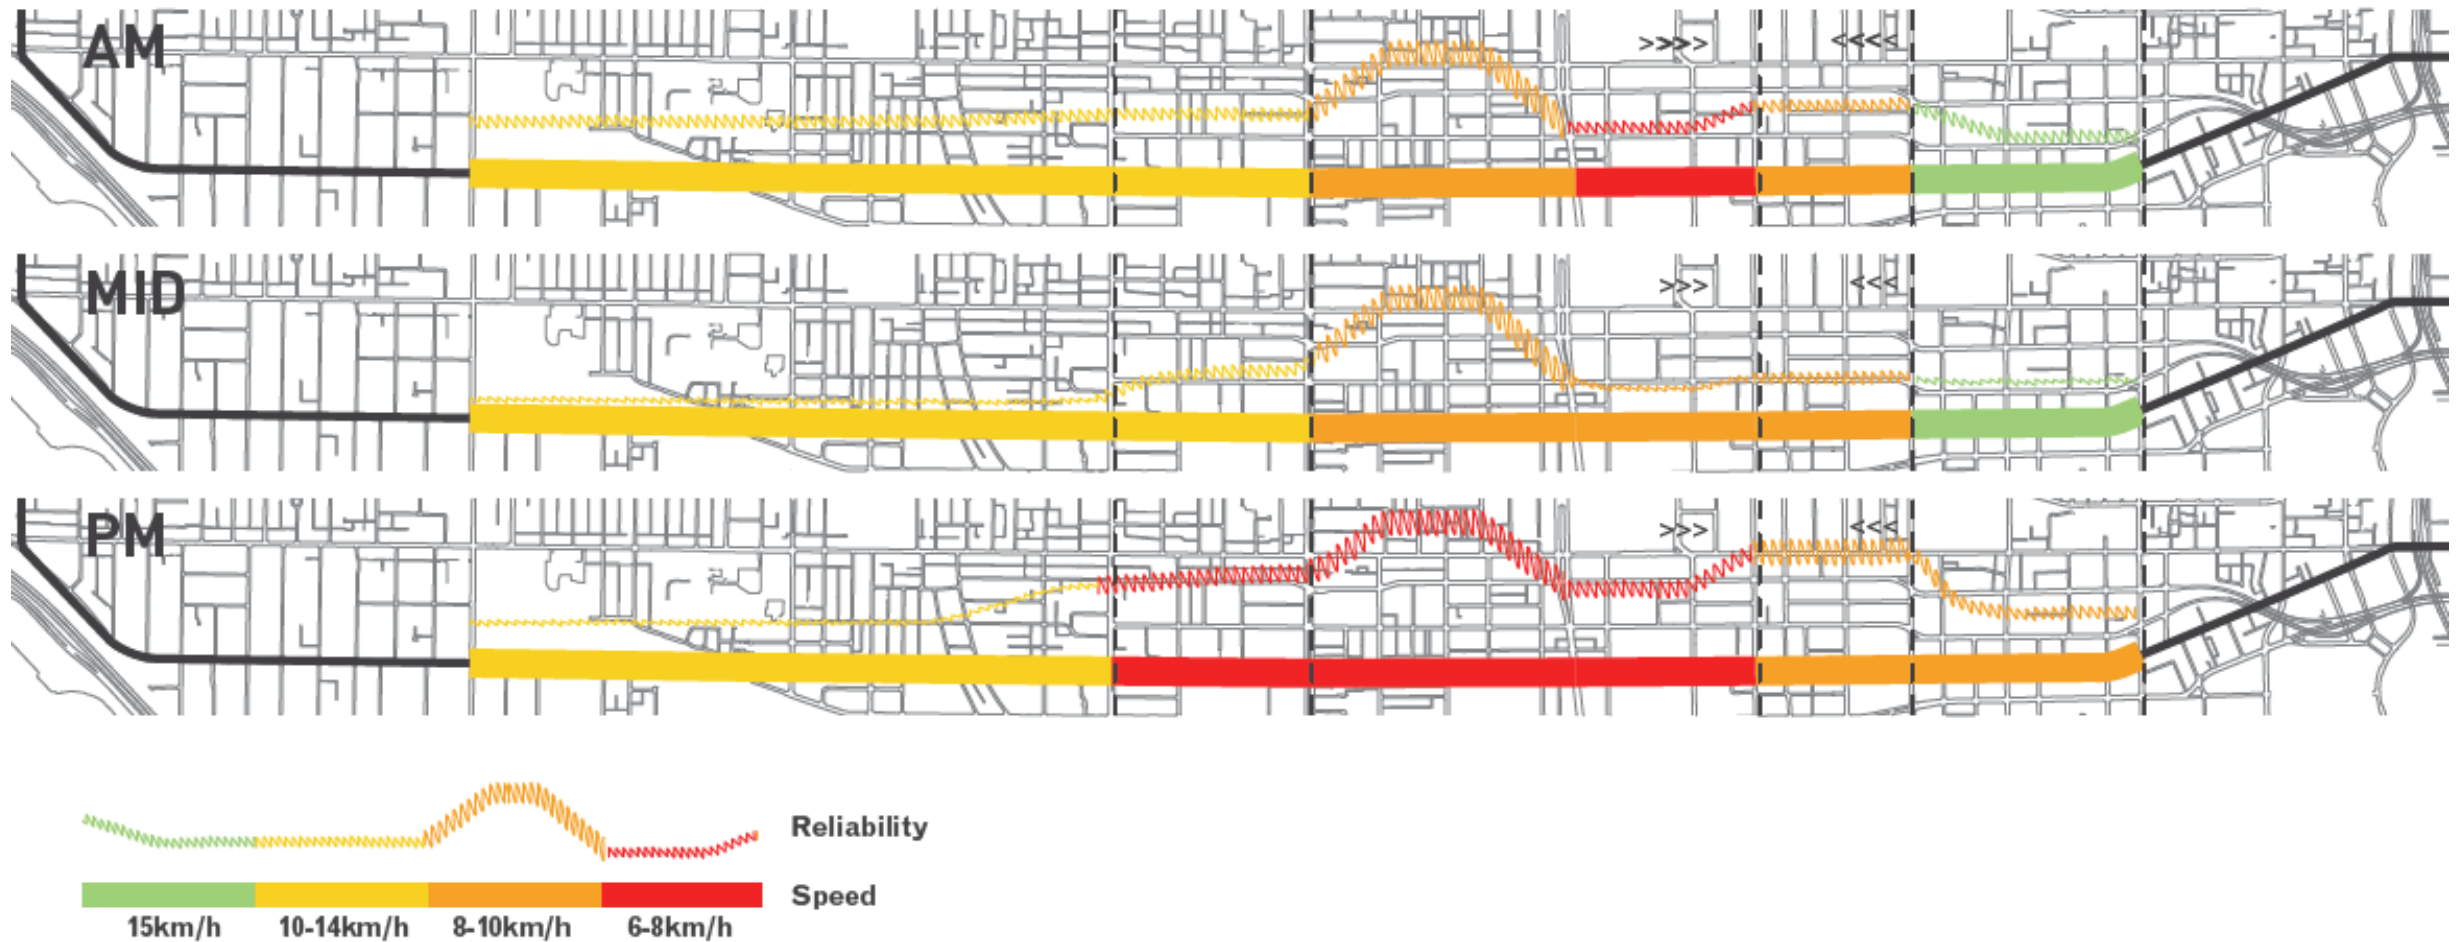 AM
>>>>> <<<<
MID
>>> <<<
PM
>>> <<<
Reliability
Speed
15km/h 10-14km/h 8-10km/h 6-8km/h